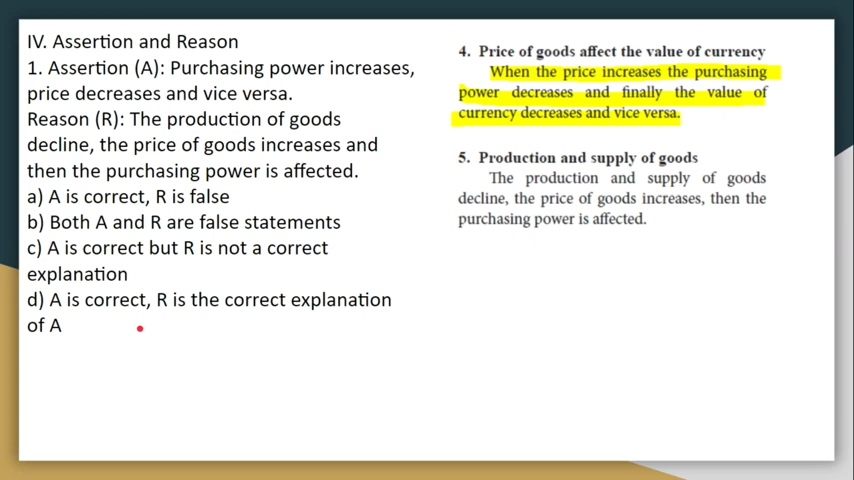 IV. Assertion and Reason
1. Assertion (A): Purchasing power increases,
price decreases and vice versa.
Reason (R): The production of goods
decline, the price of goods increases and
then the purchasing power is affected.
a) A is correct, R is false
b) Both A and R are false statements
c) A is correct but R is not a correct
explanation
d) A is correct, R is the correct explanation
of A
4. Price of goods affect the value of currency
When the price increases the purchasing
power decreases and finally the value of
currency decreases and vice versa.
5. Production and supply of goods
The production and supply of goods
decline, the price of goods increases, then the
purchasing power is affected.